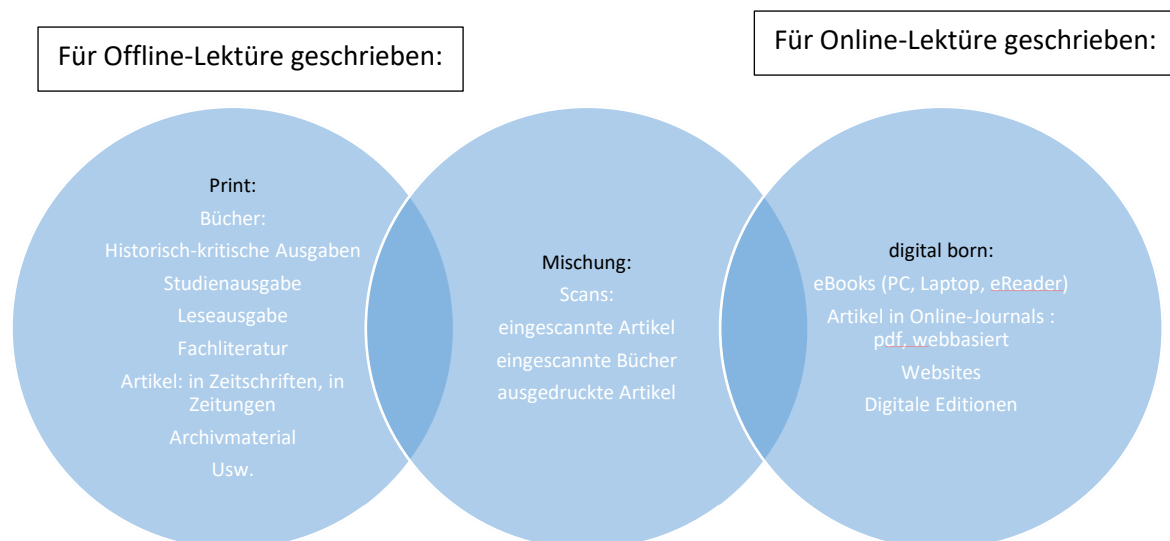 Für Offline-Lektüre geschrieben:
Für Online-Lektüre geschrieben:
Print:
Bücher:
Historisch-kritische Ausgaben
Studienausgabe
Leseausgabe
Fachliteratur
Artikel: in Zeitschriften, in
Zeitungen
Archivmaterial
Usw.
Mischung:
Scans:
eingescannte Artikel
eingescannte Bücher
ausgedruckte Artikel
digital born:
eBooks (PC, Laptop, eReader)
Artikel in Online-Journals :
pdf, webbasiert
Websites
Digitale Editionen